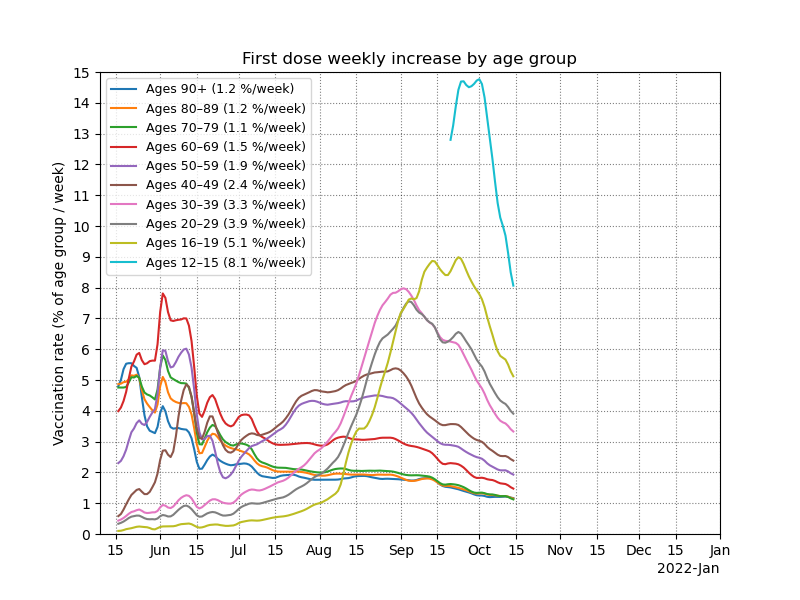 First dose weekly increase by age group
Vaccination rate (% of age group / week)
15
14
13
12
11
10
9
8
7
6
5
4
3
2
1
0
Ages 90+ (1.2 %/week)
Ages 80–89 (1.2 %/week)
Ages 70–79 (1.1 %/week)
Ages 60–69 (1.5 %/week)
Ages 50–59 (1.9 %/week)
Ages 40–49 (2.4 %/week)
Ages 30–39 (3.3 %/week)
Ages 20–29 (3.9 %/week)
Ages 16–19 (5.1 %/week)
Ages 12–15 (8.1 %/week)
15 Jun 15 Jul 15 Aug 15 Sep 15 Oct 15 Nov 15 Dec 15 Jan
2022-Jan